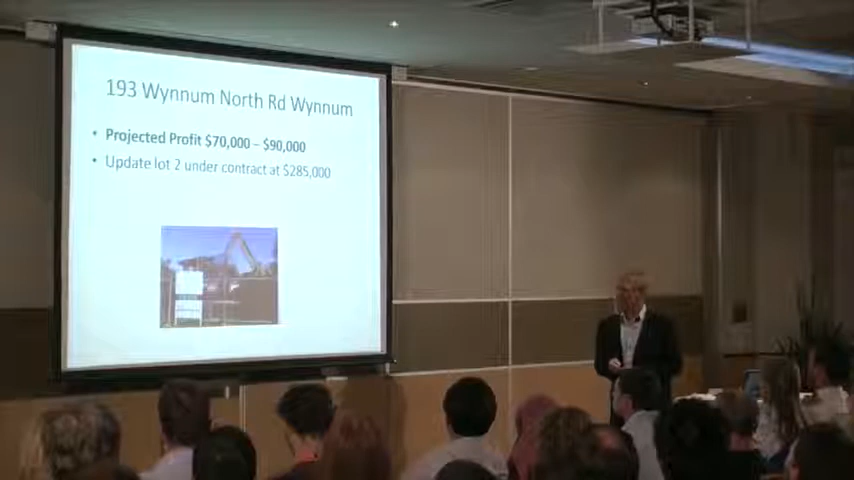 193 Wynnum North Rd Wynnum
• Projected Profit $70,000 – $90,000
• Update lot 2 under contract at $285,000